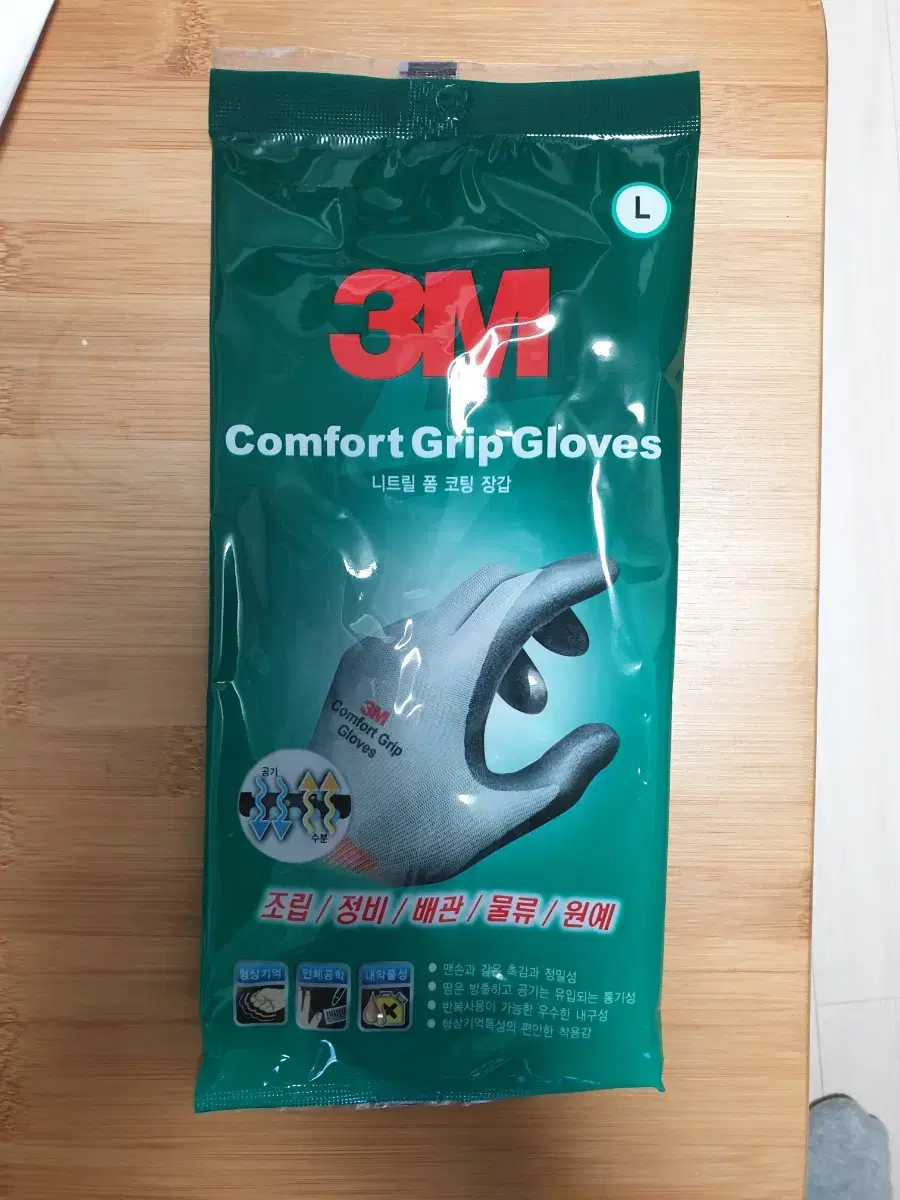 L
3M
Comfort Grip Gloves
니트릴 폼 코팅 장갑
3M
Comfort Grip
Gloves
공기
수분
조립/정비/배관/물류/원예
형상기억 인체공학 내약품성
맨손과 같은 촉감과 정밀성
땀은 방출하고 공기는 유입되는 통기성
반복사용이 가능한 우수한 내구성
형상기억특성의 편안한 착용감